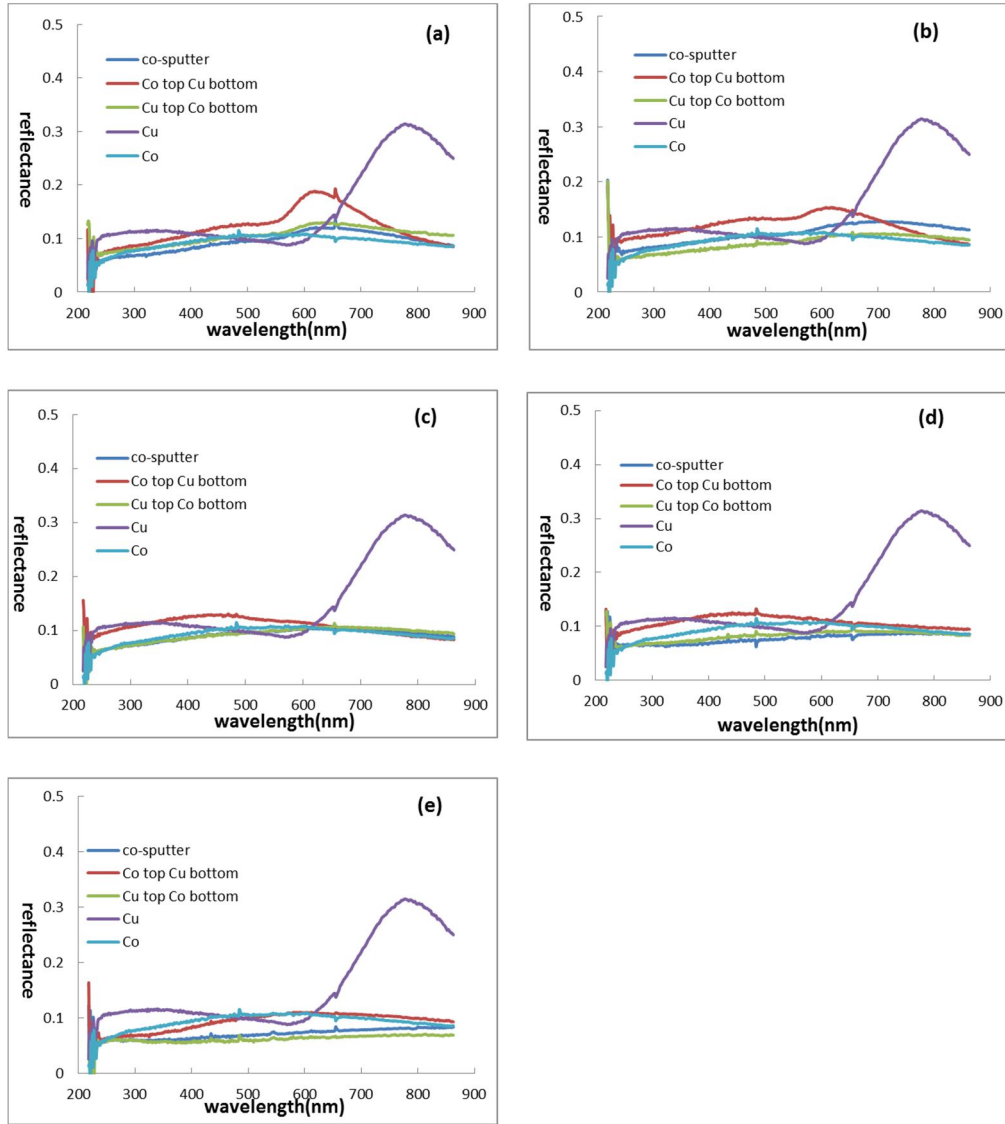 (a)
0.5
0.4
0.3
0.2
0.1
0
reflectance
co-sputter
Co top Cu bottom
Cu top Co bottom
Cu
Co
200 300 400 500 600 700 800 900
wavelength(nm)
(b)
0.5
0.4
0.3
0.2
0.1
0
reflectance
co-sputter
Co top Cu bottom
Cu top Co bottom
Cu
Co
200 300 400 500 600 700 800 900
wavelength(nm)
(c)
0.5
0.4
0.3
0.2
0.1
0
reflectance
co-sputter
Co top Cu bottom
Cu top Co bottom
Cu
Co
200 300 400 500 600 700 800 900
wavelength(nm)
(d)
0.5
0.4
0.3
0.2
0.1
0
reflectance
co-sputter
Co top Cu bottom
Cu top Co bottom
Cu
Co
200 300 400 500 600 700 800 900
wavelength(nm)
(e)
0.5
0.4
0.3
0.2
0.1
0
reflectance
co-sputter
Co top Cu bottom
Cu top Co bottom
Cu
Co
200 300 400 500 600 700 800 900
wavelength(nm)